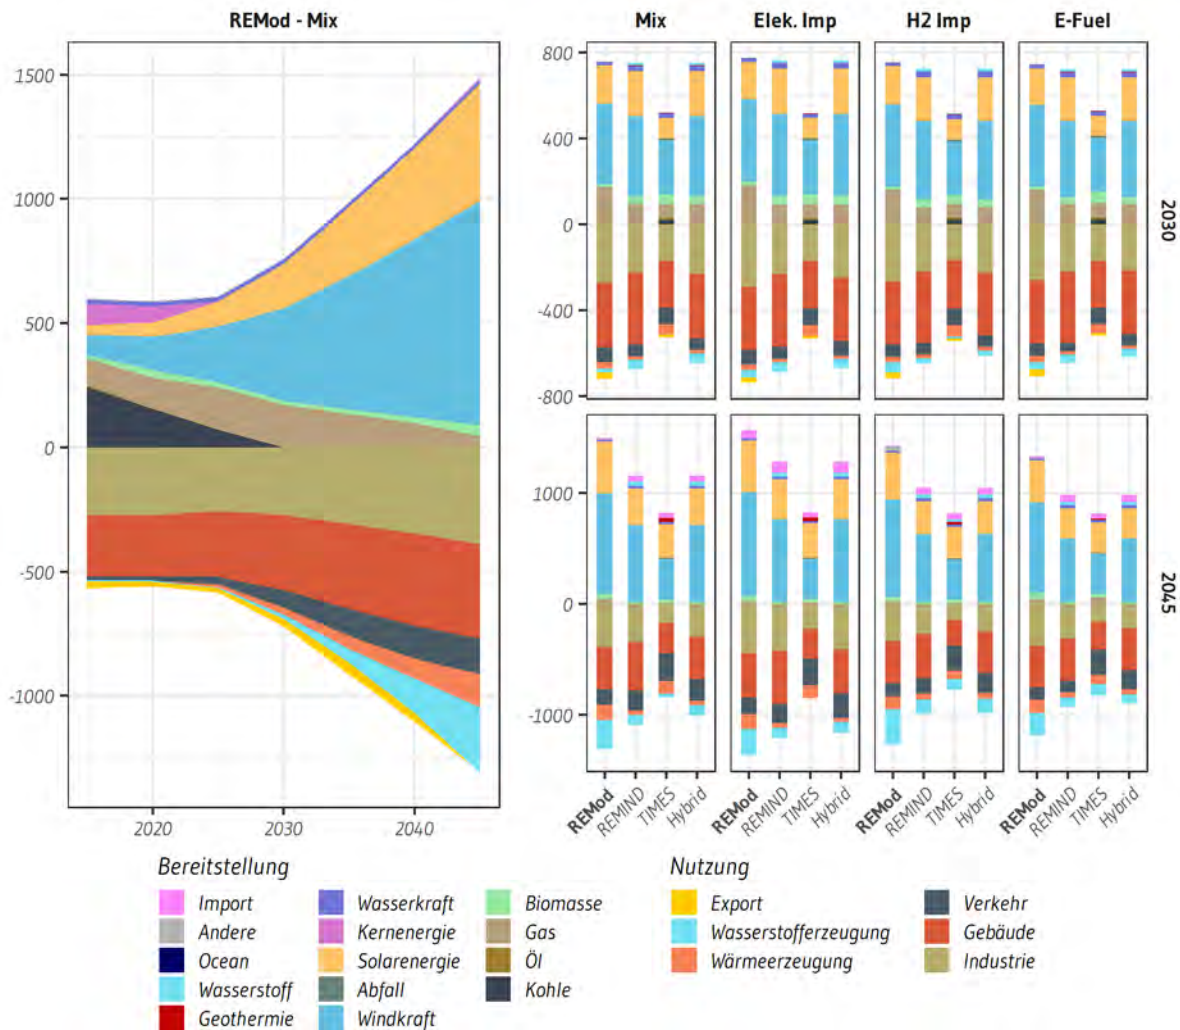 REMod - Mix
Mix
Elek. Imp
H2 Imp
E-Fuel
1500
1000
500
0
-500
-1000
2020
2030
2040
800
400
0
-400
-800
2030
1000
0
-1000
2045
REMod
REMIND
TIMES
Hybrid
REMod
REMIND
TIMES
Hybrid
REMod
REMIND
TIMES
Hybrid
REMod
REMIND
TIMES
Hybrid
Bereitstellung
Import
Andere
Ocean
Wasserstoff
Geothermie
Wasserkraft
Kernenergie
Solarenergie
Abfall
Windkraft
Biomasse
Gas
Öl
Kohle
Nutzung
Export
Wasserstofferzeugung
Wärmeerzeugung
Verkehr
Gebäude
Industrie